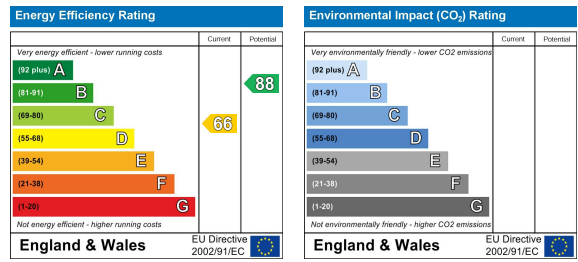 Energy Efficiency Rating
Current Potential
Very energy efficient - lower running costs
(92 plus) A
(81-91) B
88
(69-80) C
66
(55-68) D
(39-54) E
(21-38) F
(1-20) G
Not energy efficient - higher running costs
England & Wales
EU Directive
2002/91/EC
Environmental Impact (CO2) Rating
Current Potential
Very environmentally friendly - lower CO2 emissions
(92 plus) A
(81-91) B
(69-80) C
(55-68) D
(39-54) E
(21-38) F
(1-20) G
Not environmentally friendly - higher CO2 emissions
England & Wales
EU Directive
2002/91/EC